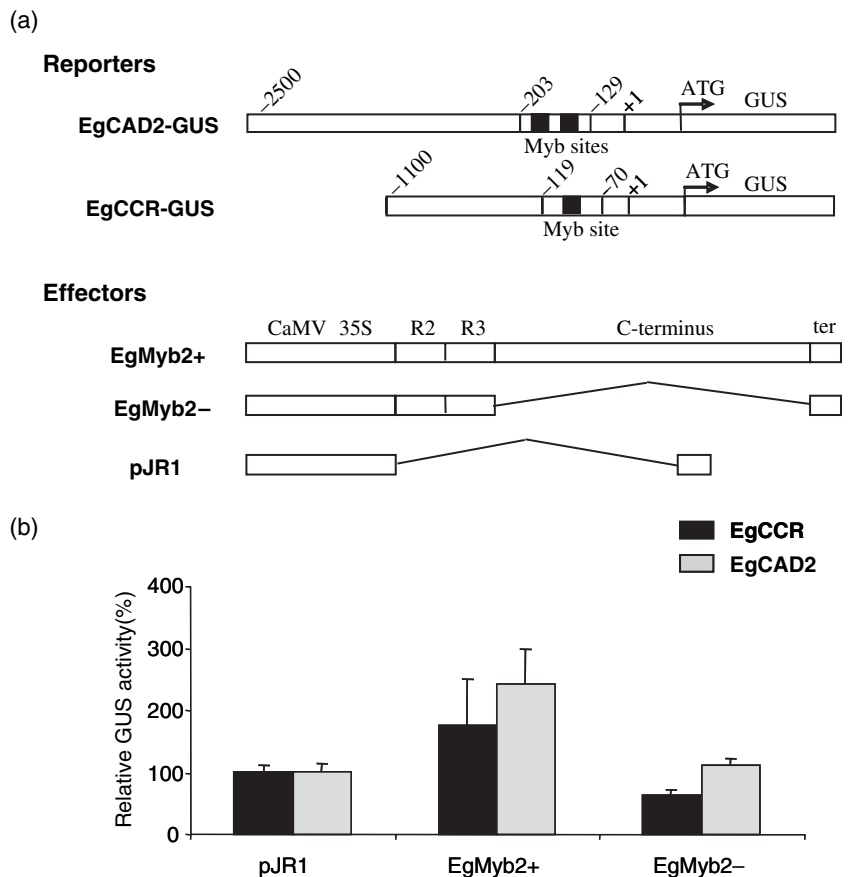 (a)
Reporters
–2500 –203 –129 +1 ATG GUS
EgCAD2-GUS
Myb sites
–1100 –119 –70 +1 ATG GUS
EgCCR-GUS
Myb site
Effectors
CaMV 35S R2 R3 C-terminus ter
EgMyb2+
EgMyb2–
pJR1
(b)
EgCCR
EgCAD2
Relative GUS activity(%)
400
300
200
100
0
pJR1 EgMyb2+ EgMyb2–